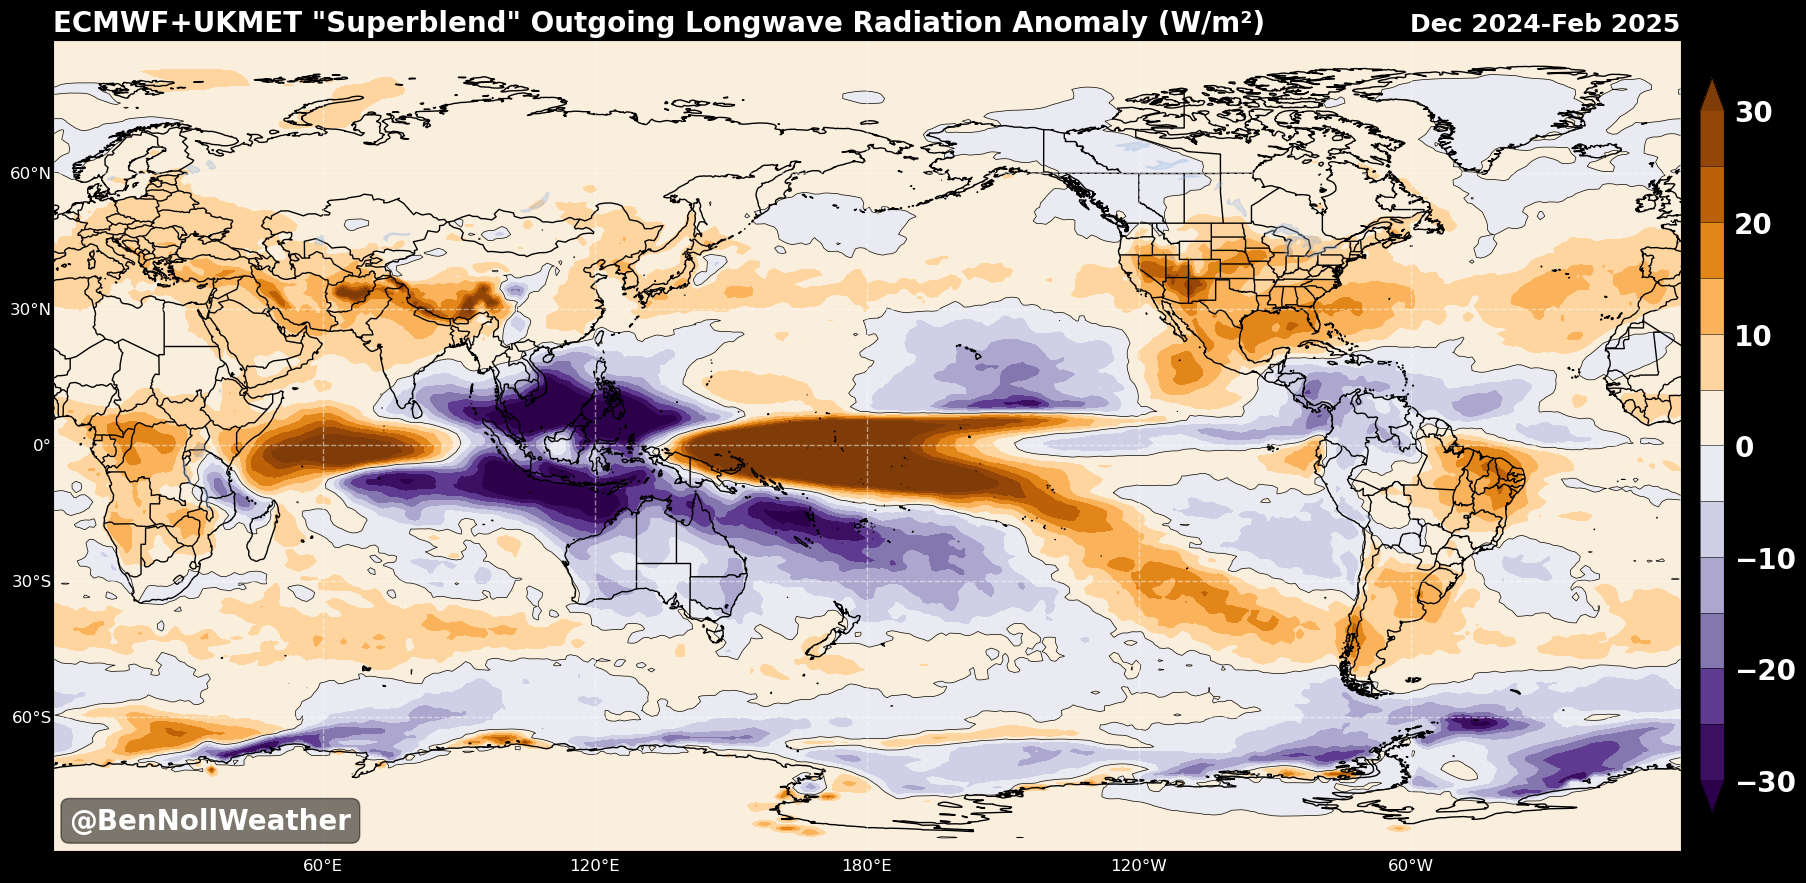 ECMWF+UKMET "Superblend" Outgoing Longwave Radiation Anomaly (W/m²)
Dec 2024-Feb 2025
30
20
10
0
−10
−20
−30
60°N
30°N
0°
30°S
60°S
60°E
120°E
180°E
120°W
60°W
@BenNollWeather